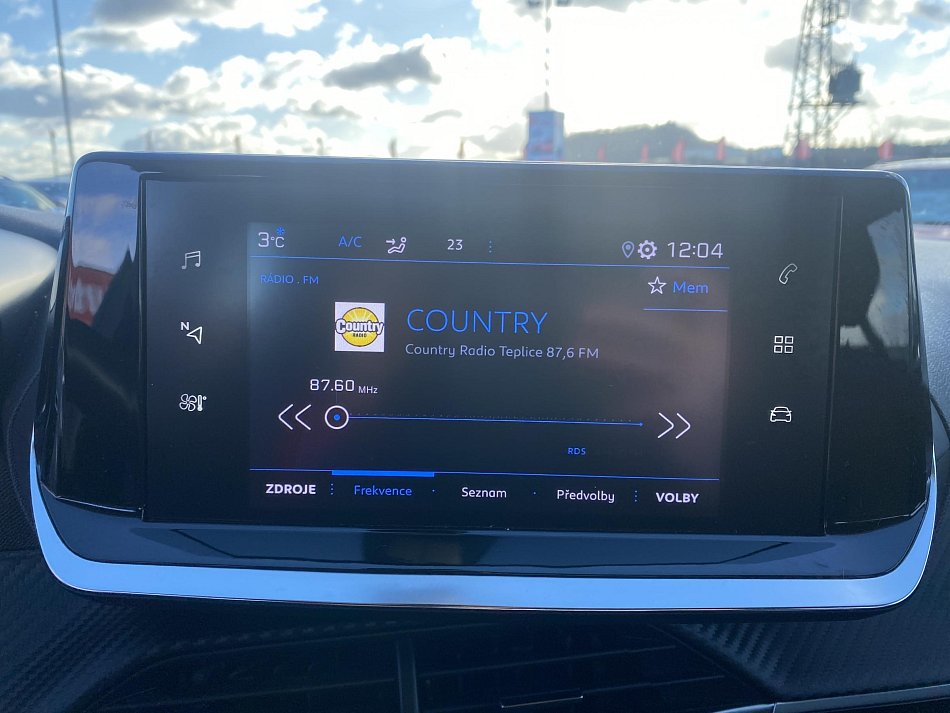 3°C A/C 23 12:04
RÁDIO . FM
Mem
Country
RADIO
COUNTRY
Country Radio Teplice 87,6 FM
N
87.60 MHz
RDS
ZDROJE Frekvence Seznam Předvolby VOLBY